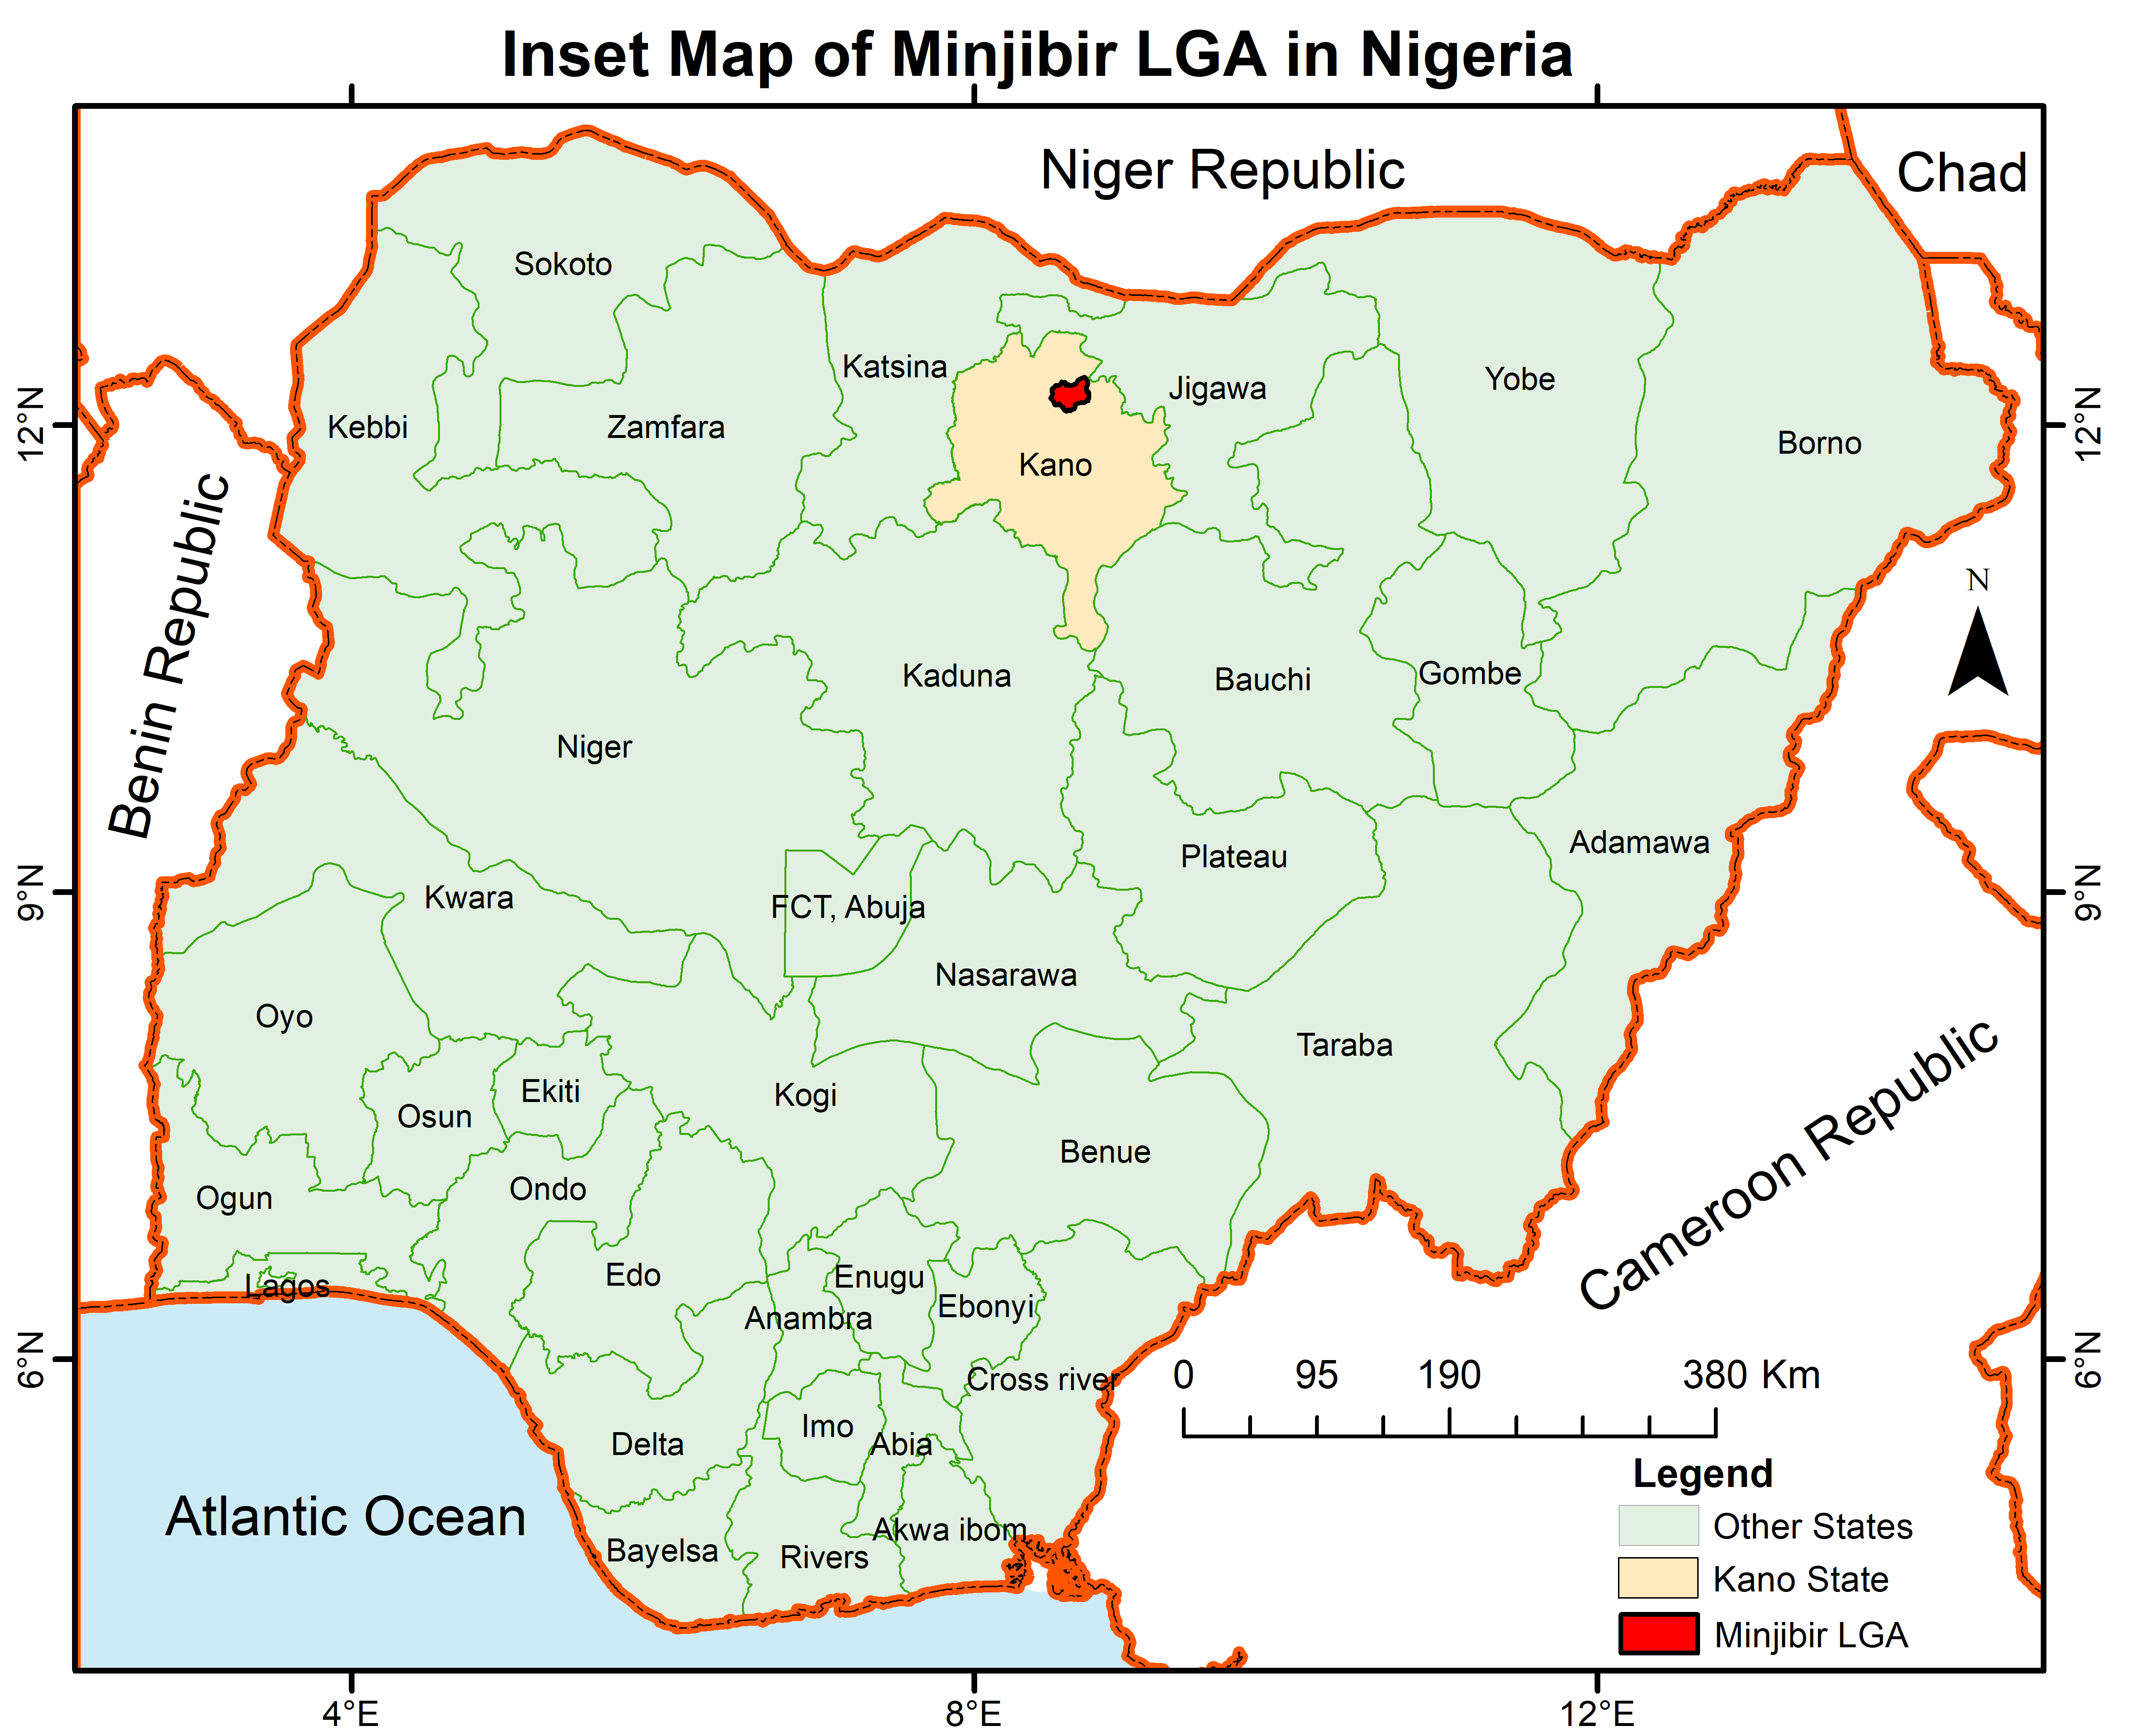 Inset Map of Minjibir LGA in Nigeria
Niger Republic
Chad
Sokoto
Katsina
Jigawa
Yobe
Kebbi
Zamfara
Borno
Kano
12°N
12°N
Benin Republic
N
Kaduna
Bauchi
Gombe
Niger
Adamawa
Plateau
9°N
9°N
Kwara
FCT, Abuja
Nasarawa
Oyo
Taraba
Cameroon Republic
Ekiti
Kogi
Osun
Benue
Ondo
Ogun
Lagos
Edo
Enugu
Ebonyi
Anambra
6°N
6°N
Cross river
0 95 190 380 Km
Imo
Abia
Delta
Legend
Atlantic Ocean
Other States
Akwa ibom
Bayelsa
Rivers
Kano State
Minjibir LGA
4°E 8°E 12°E